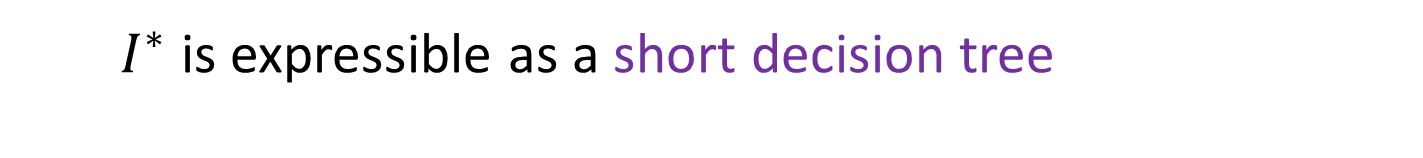 I* is expressible as a short decision tree